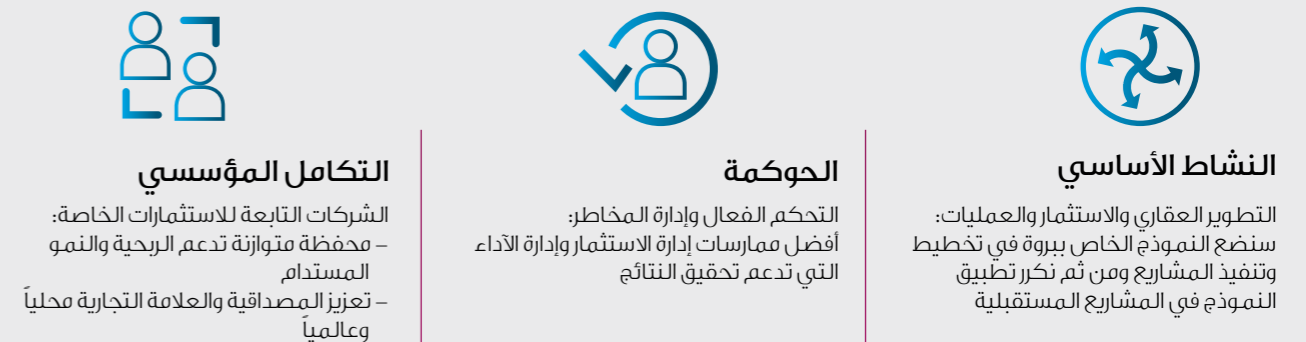 النشاط الأساسي
التطوير العقاري والاستثمار والعمليات:
سنضع النموذج الخاص ببروة في تخطيط
وتنفيذ المشاريع ومن ثم نكرر تطبيق
النموذج في المشاريع المستقبلية
الحوكمة
التحكم الفعال وإدارة المخاطر:
أفضل ممارسات إدارة الاستثمار وإدارة الآداء
التي تدعم تحقيق النتائج
التكامل المؤسسي
الشركات التابعة للاستثمارات الخاصة:
– محفظة متوازنة تدعم الربحية والنمو
المستدام
– تعزيز المصداقية والعلامة التجارية محلياً
وعالمياً